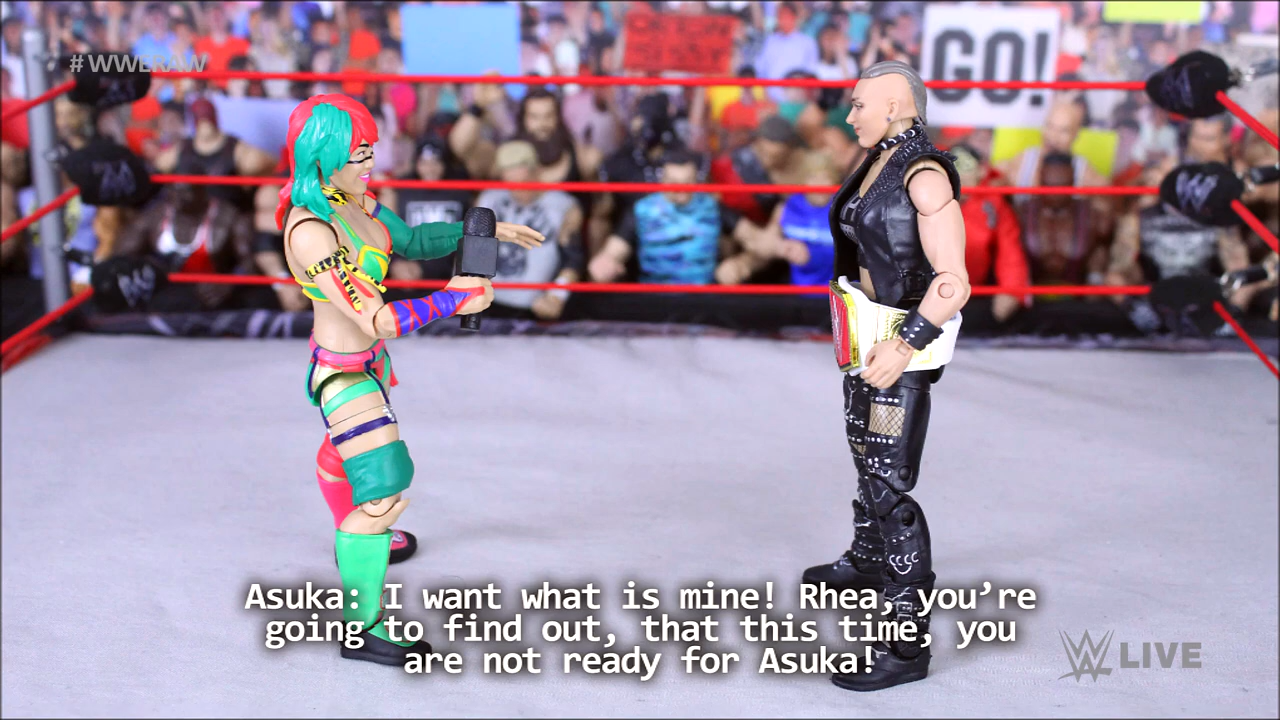 #WWERAW
GO!
Asuka: I want what is mine! Rhea, you’re
going to find out, that this time, you
are not ready for Asuka!
LIVE